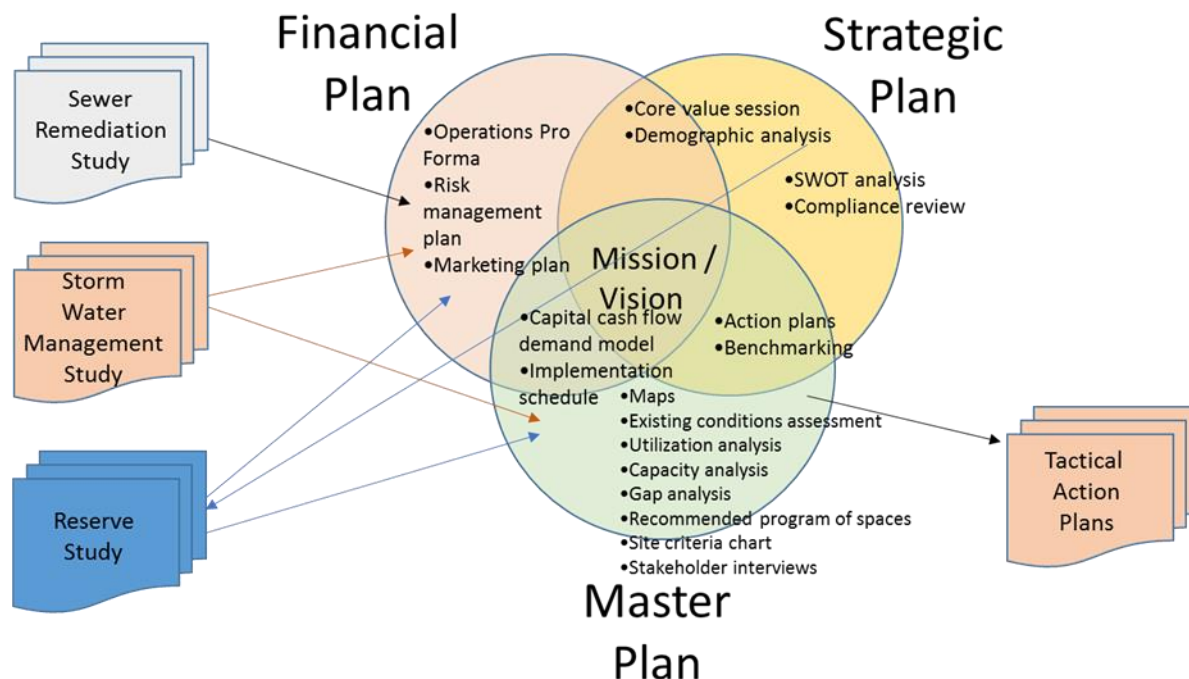 Financial
Plan
Strategic
Plan
Sewer
Remediation
Study
Storm
Water
Management
Study
Reserve
Study
•Operations Pro
Forma
•Risk
management
plan
•Marketing plan
•Core value session
•Demographic analysis
•SWOT analysis
•Compliance review
Mission /
Vision
•Capital cash flow
demand model
•Implementation
schedule
•Action plans
•Benchmarking
•Maps
•Existing conditions assessment
•Utilization analysis
•Capacity analysis
•Gap analysis
•Recommended program of spaces
•Site criteria chart
•Stakeholder interviews
Master
Plan
Tactical
Action
Plans